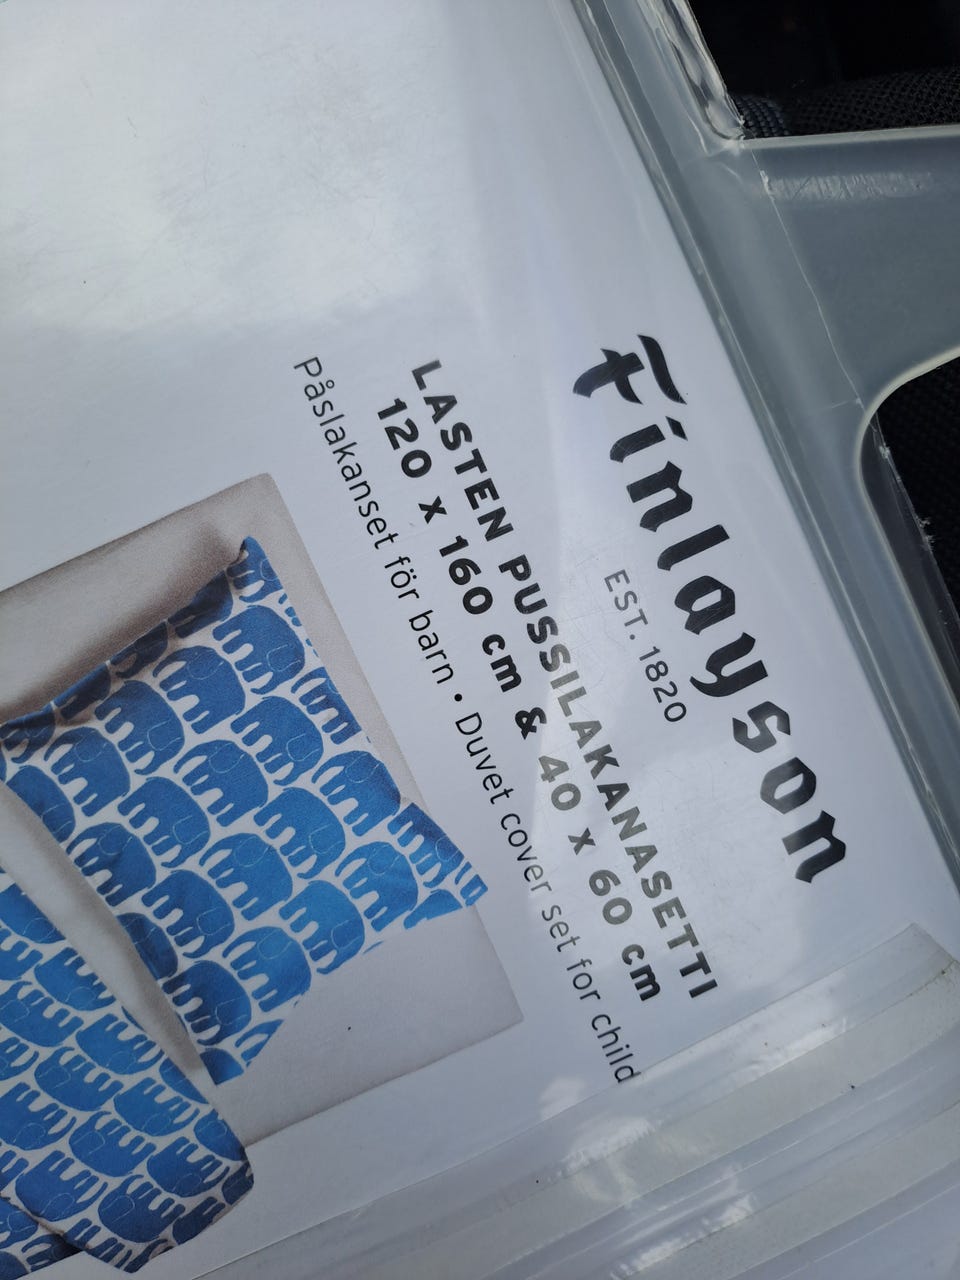 Finlayson
EST. 1820
LASTEN PUSSILAKANASETTI
120 x 160 cm & 40 x 60 cm
Påslakanset för barn • Duvet cover set for child